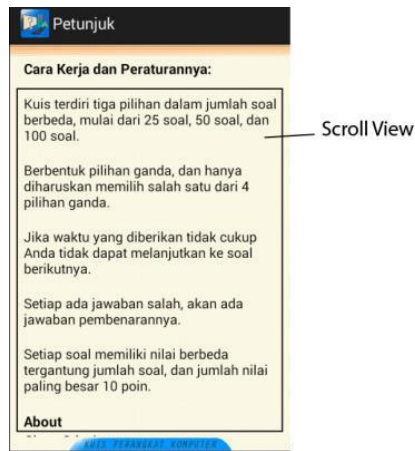 Petunjuk
Cara Kerja dan Peraturannya:
Kuis terdiri tiga pilihan dalam jumlah soal
berbeda, mulai dari 25 soal, 50 soal, dan
100 soal.
Scroll View
Berbentuk pilihan ganda, dan hanya
diharuskan memilih salah satu dari 4
pilihan ganda.
Jika waktu yang diberikan tidak cukup
Anda tidak dapat melanjutkan ke soal
berikutnya.
Setiap ada jawaban salah, akan ada
jawaban pembenarannya.
Setiap soal memiliki nilai berbeda
tergantung jumlah soal, dan jumlah nilai
paling besar 10 poin.
About
KUIS PERANGKAT KOMPUTER